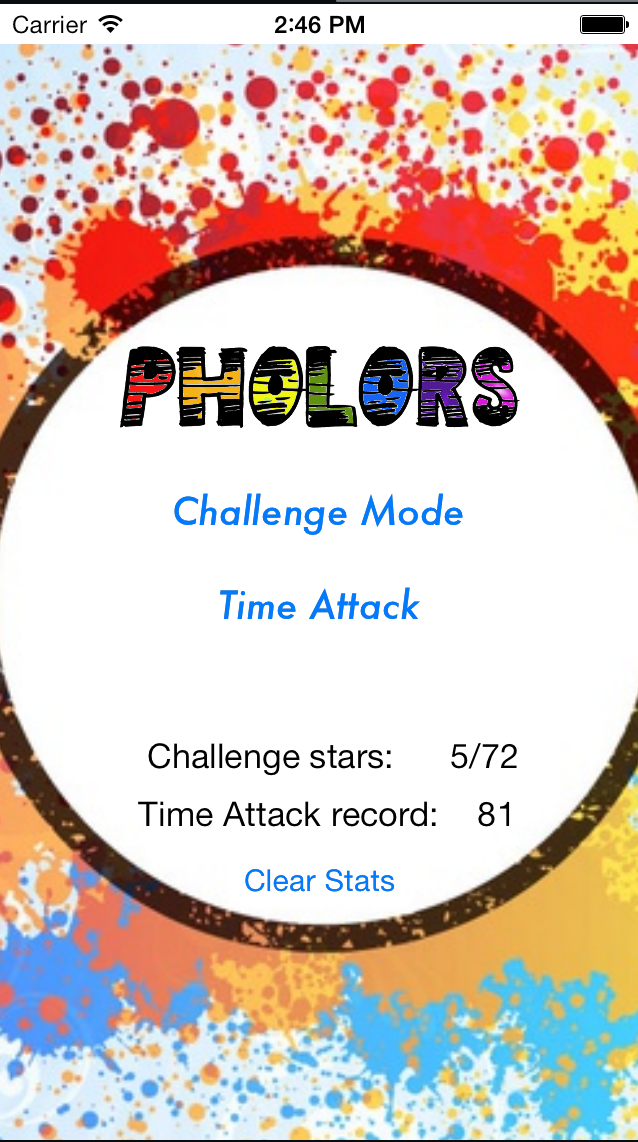 Carrier 2:46 PM
PHOLORS
Challenge Mode
Time Attack
Challenge stars: 5/72
Time Attack record: 81
Clear Stats